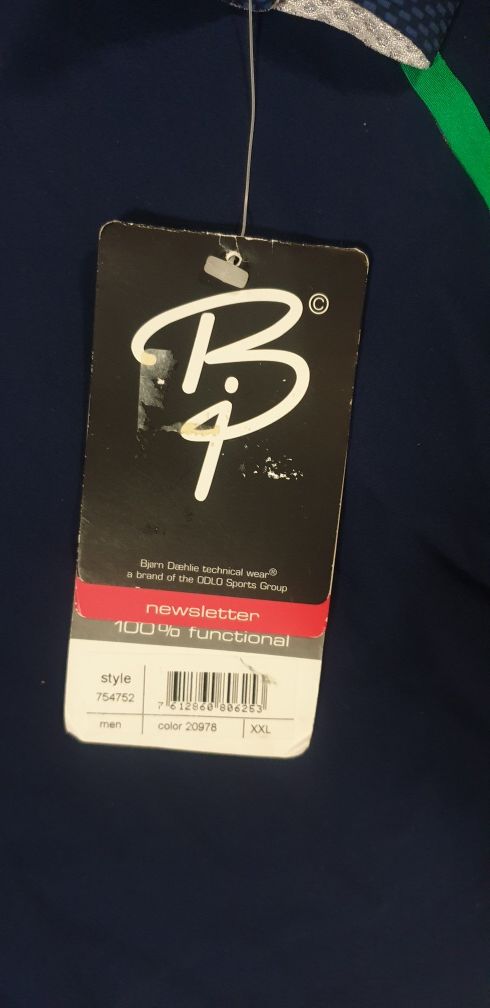 ©
Bjørn Dæhlie technical wear®
a brand of the ODLO Sports Group
newsletter
100% functional
style
754752
7 612860 806253
men
color 20978
XXL